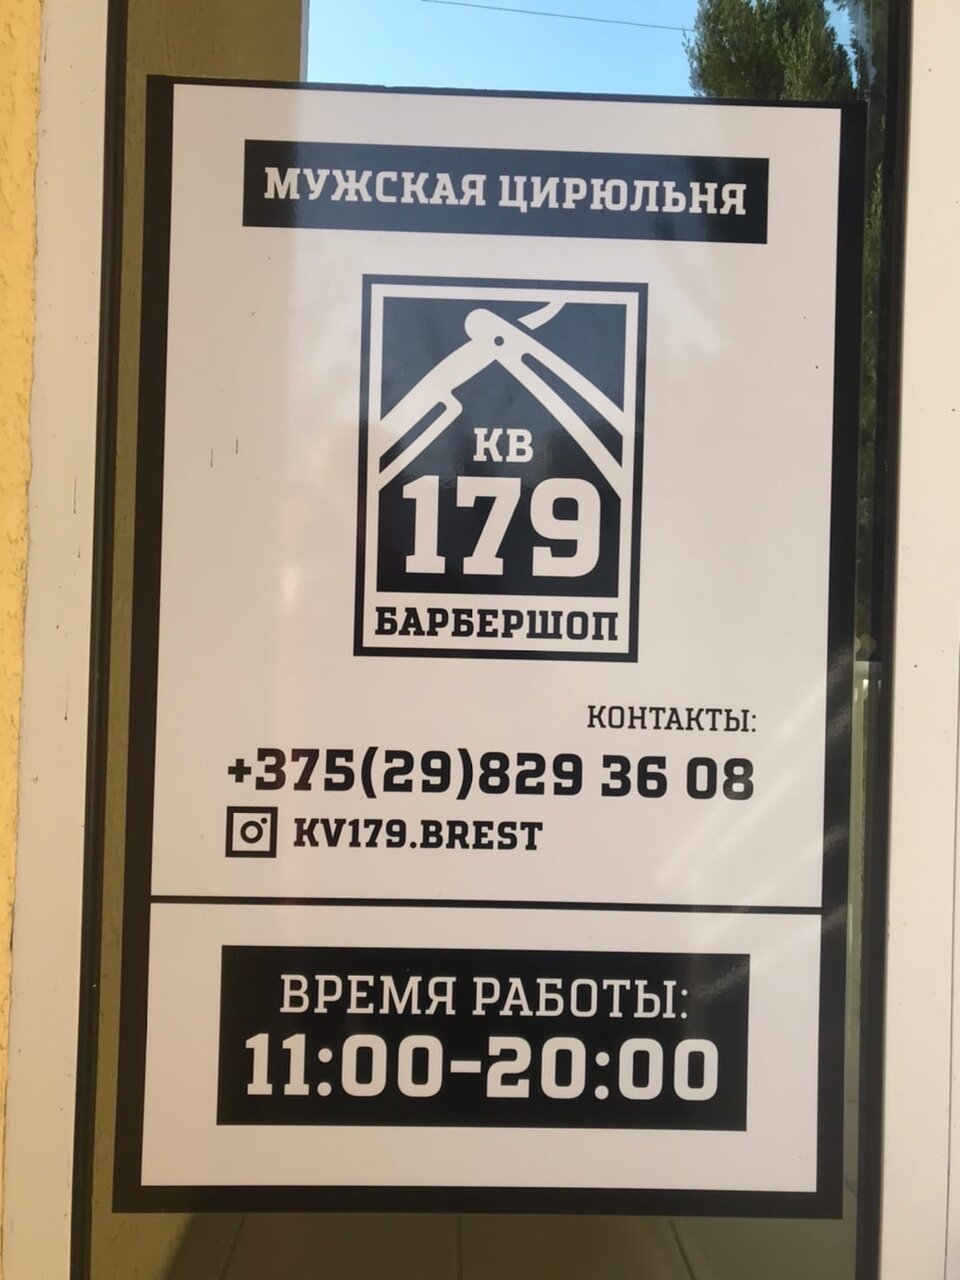 МУЖСКАЯ ЦИРЮЛЬНЯ
КВ
179
БАРБЕРШОП
КОНТАКТЫ:
+375(29)829 36 08
KV179.BREST
ВРЕМЯ РАБОТЫ:
11:00-20:00